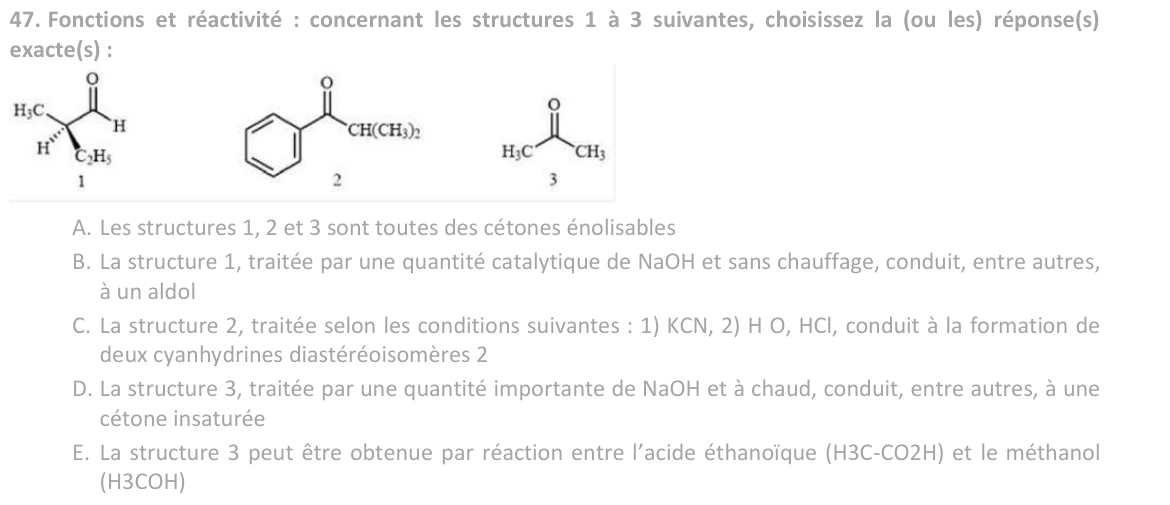 47. Fonctions et réactivité : concernant les structures 1 à 3 suivantes, choisissez la (ou les) réponse(s)
exacte(s) :
O
H₃C
H
H
C₂H₅
1
O
CH(CH₃)₂
2
O
H₃C
CH₃
3
A. Les structures 1, 2 et 3 sont toutes des cétones énolisables
B. La structure 1, traitée par une quantité catalytique de NaOH et sans chauffage, conduit, entre autres,
à un aldol
C. La structure 2, traitée selon les conditions suivantes : 1) KCN, 2) H O, HCl, conduit à la formation de
deux cyanhydrines diastéréoisomères 2
D. La structure 3, traitée par une quantité importante de NaOH et à chaud, conduit, entre autres, à une
cétone insaturée
E. La structure 3 peut être obtenue par réaction entre l’acide éthanoïque (H3C-CO2H) et le méthanol
(H3COH)